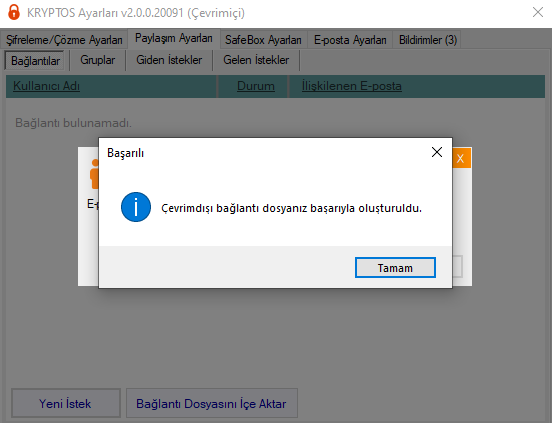 KRYPTOS Ayarları v2.0.0.20091 (Çevrimiçi)
Şifreleme/Çözme Ayarları Paylaşım Ayarları SafeBox Ayarları E-posta Ayarları Bildirimler (3)
Bağlantılar Gruplar Giden İstekler Gelen İstekler
Kullanıcı Adı Durum İlişkilenen E-posta
Bağlantı bulunamadı.
Başarılı
X
Çevrimdışı bağlantı dosyanız başarıyla oluşturuldu.
Tamam
Yeni İstek Bağlantı Dosyasını İçe Aktar